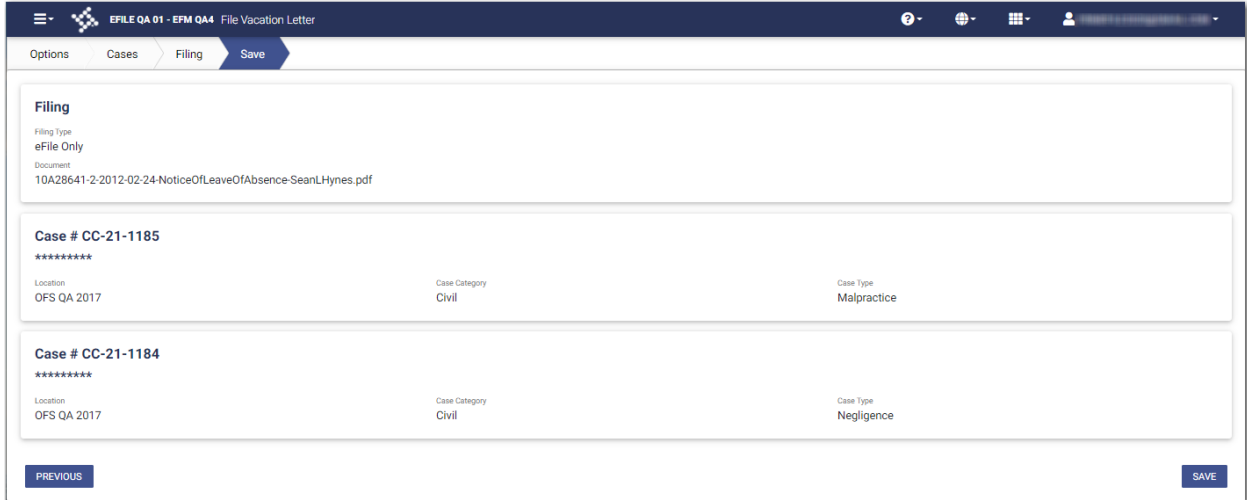 EFILE QA 01 - EFM QA4 File Vacation Letter
Options Cases Filing Save
Filing
Filing Type
eFile Only
Document
10A28641-2-2012-02-24-NoticeOfLeaveOfAbsence-SeanLHynes.pdf
Case # CC-21-1185
*********
Location Case Category Case Type
OFS QA 2017 Civil Malpractice
Case # CC-21-1184
*********
Location Case Category Case Type
OFS QA 2017 Civil Negligence
PREVIOUS SAVE